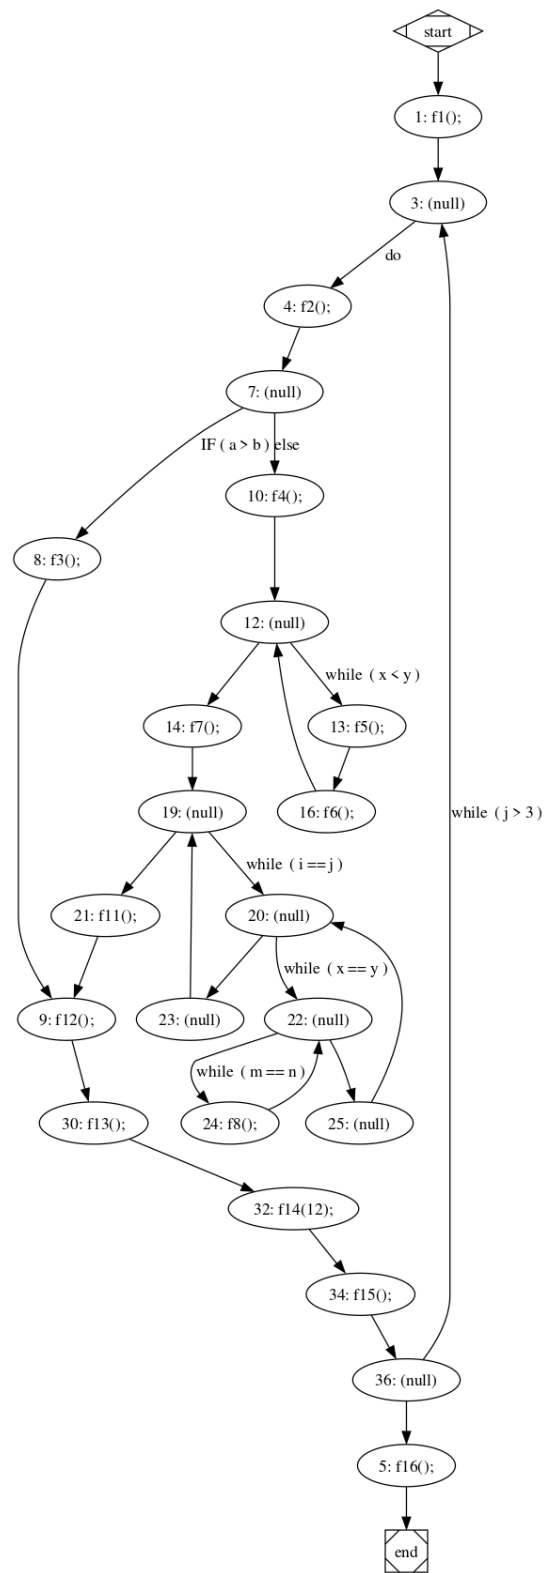 start
1: f1();
3: (null)
do
4: f2();
7: (null)
IF ( a > b ) else
10: f4();
8: f3();
12: (null)
while ( x < y )
14: f7();
13: f5();
19: (null)
16: f6();
while ( j > 3 )
while ( i == j )
21: f11();
20: (null)
while ( x == y )
9: f12();
23: (null)
22: (null)
while ( m == n )
30: f13();
24: f8();
25: (null)
32: f14(12);
34: f15();
36: (null)
5: f16();
end